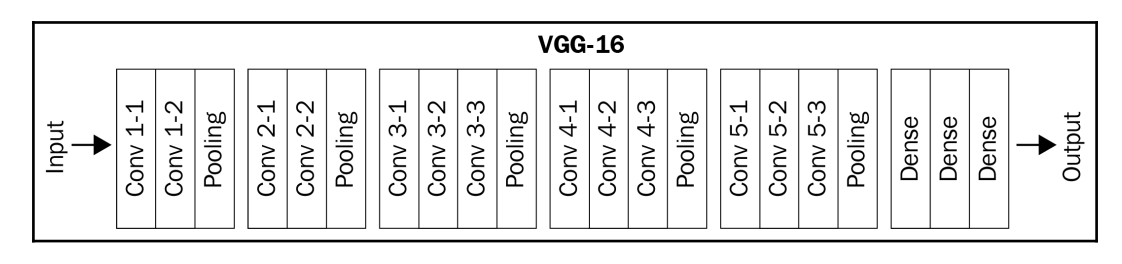 VGG-16
Input
Conv 1-1
Conv 1-2
Pooling
Conv 2-1
Conv 2-2
Pooling
Conv 3-1
Conv 3-2
Conv 3-3
Pooling
Conv 4-1
Conv 4-2
Conv 4-3
Pooling
Conv 5-1
Conv 5-2
Conv 5-3
Pooling
Dense
Dense
Dense
Output